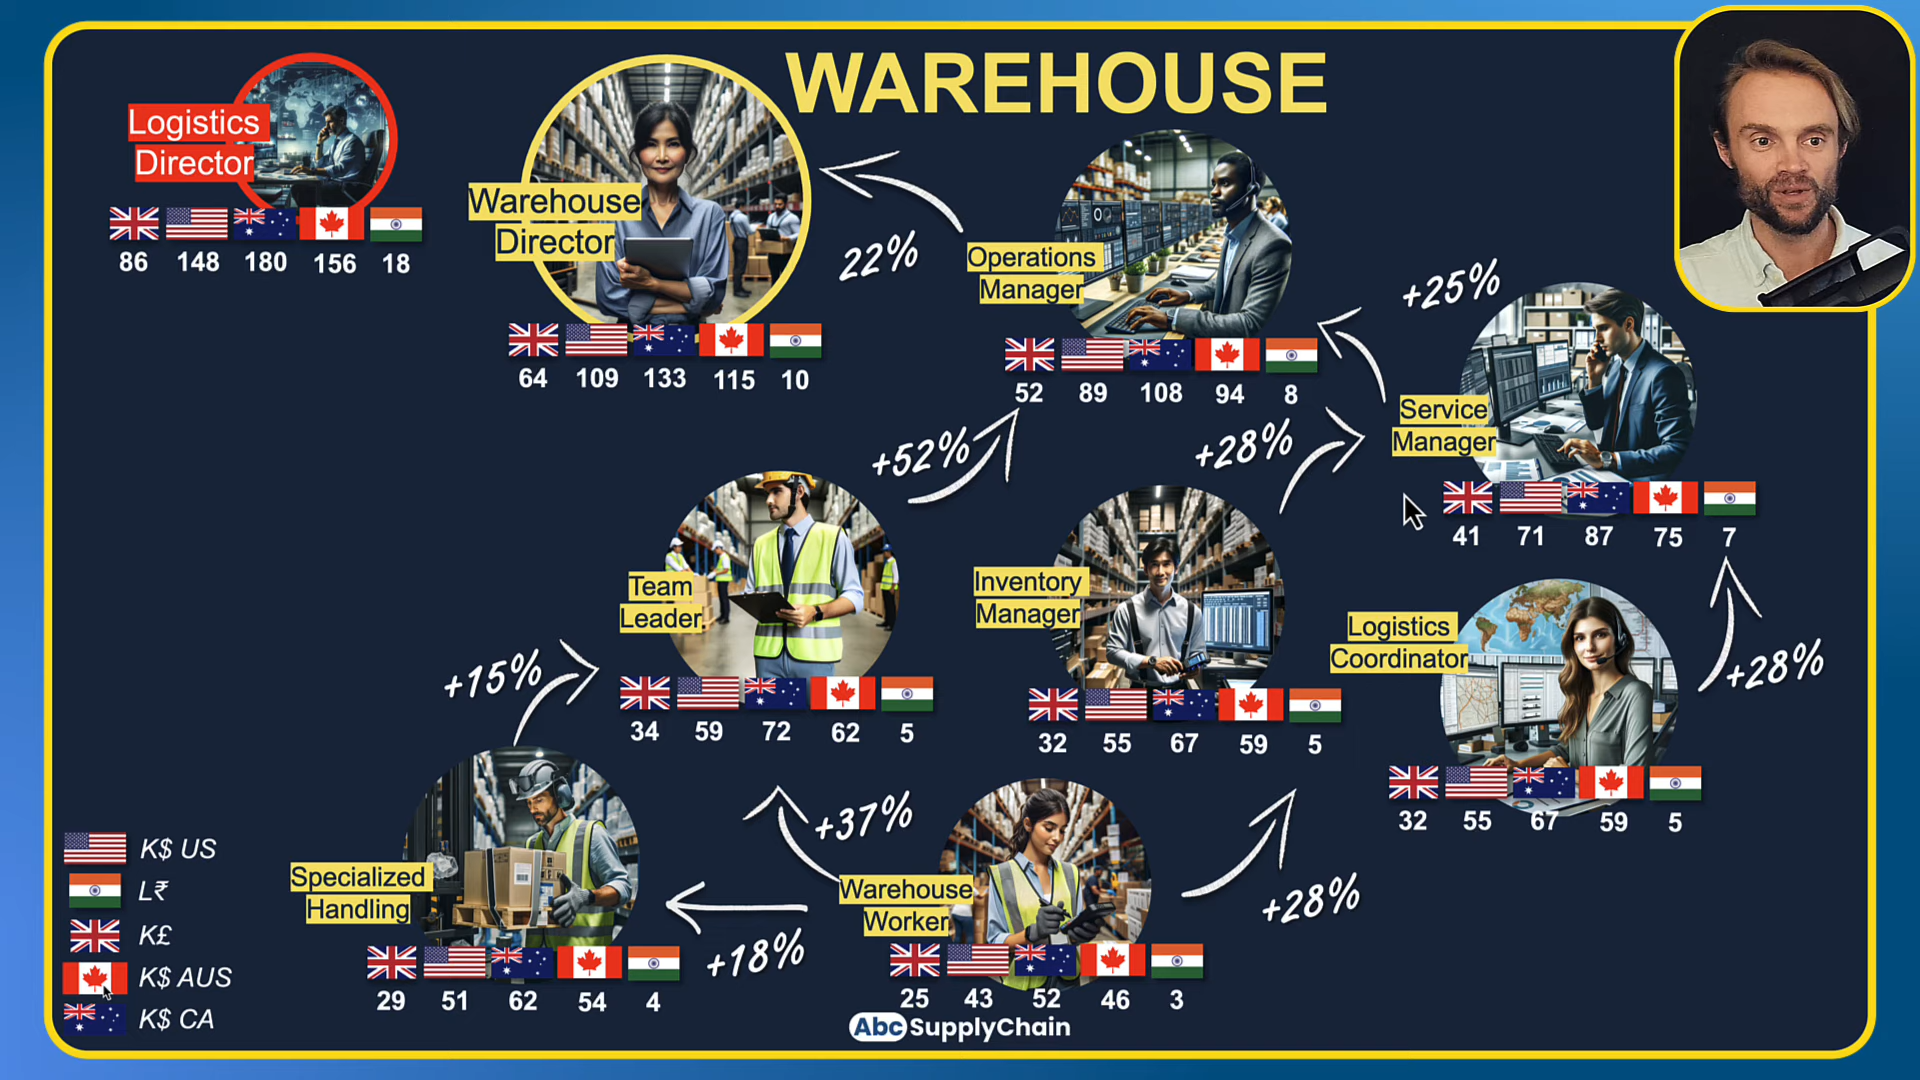 WAREHOUSE
Logistics
Director
86 148 180 156 18
Warehouse
Director
64 109 133 115 10
22%
Operations
Manager
52 89 108 94 8
+25%
Service
Manager
41 71 87 75 7
+52%
+28%
Team
Leader
34 59 72 62 5
Inventory
Manager
32 55 67 59 5
Logistics
Coordinator
32 55 67 59 5
+28%
+15%
+37%
+28%
Specialized
Handling
29 51 62 54 4
+18%
Warehouse
Worker
25 43 52 46 3
K$ US
L₹
K£
K$ AUS
K$ CA
Abc SupplyChain